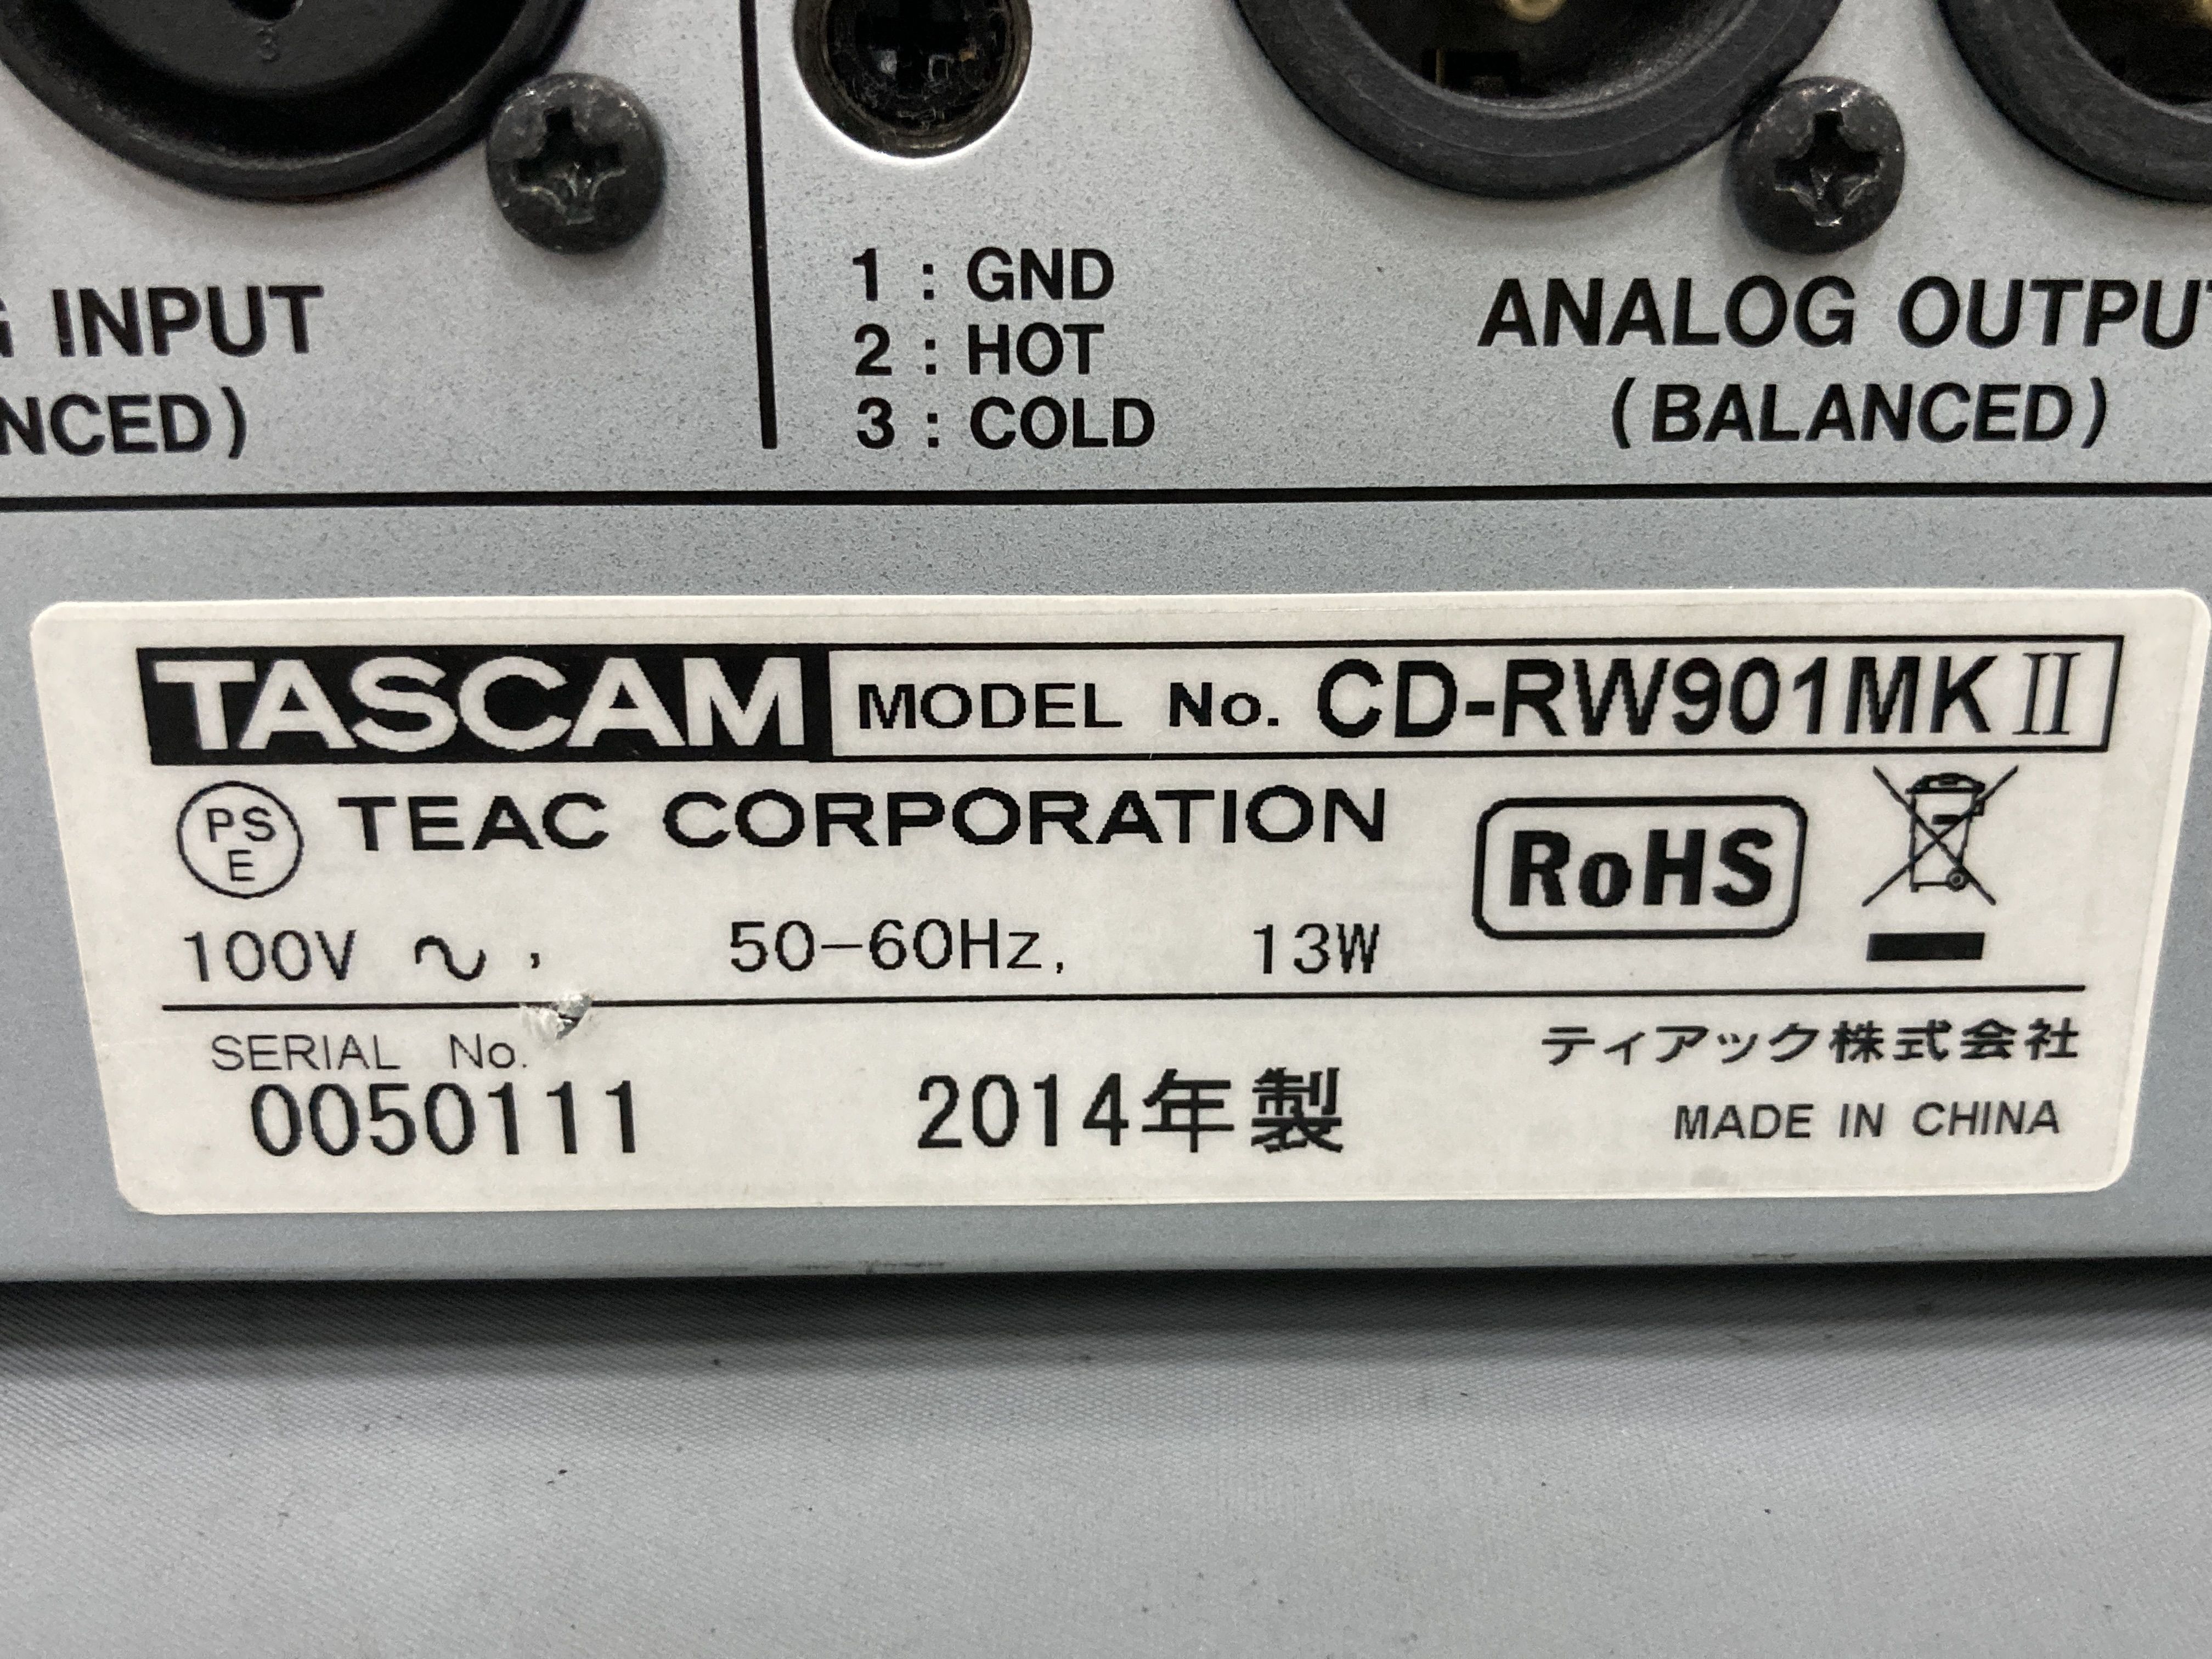 3
G INPUT
NCED)
1 : GND
2 : HOT
3 : COLD
ANALOG OUTPUT
(BALANCED)
TASCAM MODEL No. CD-RW901MKⅡ
PSE TEAC CORPORATION
RoHS
100V ∿, 50-60Hz, 13W
SERIAL No.
0050111
2014年製
ティアック株式会社
MADE IN CHINA